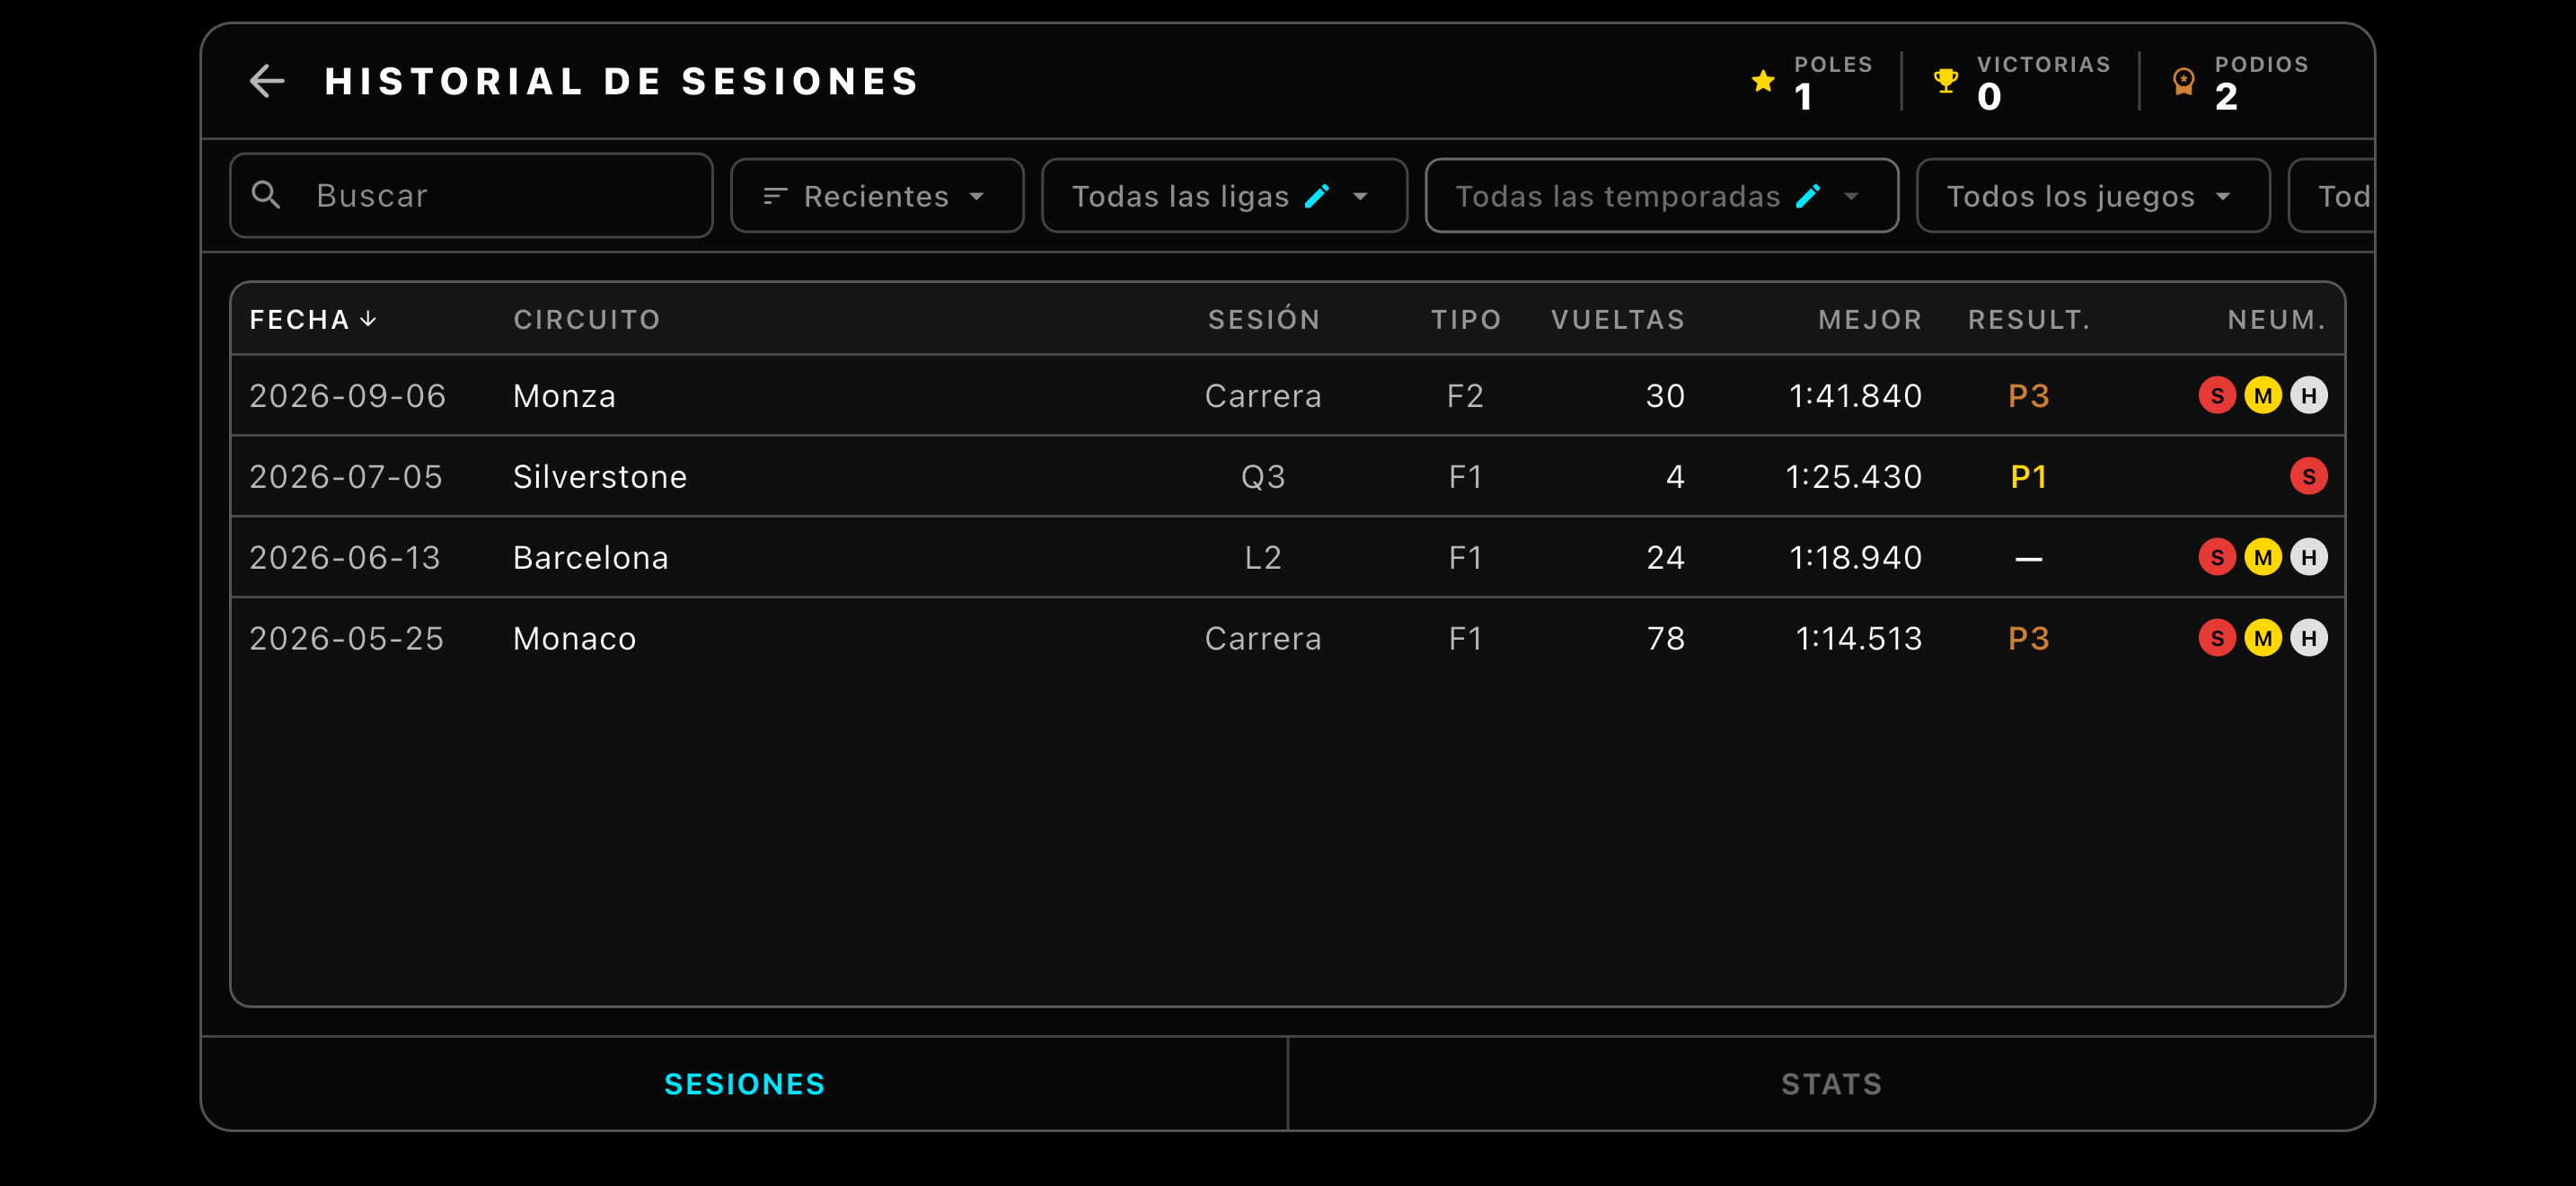 HISTORIAL DE SESIONES
POLES
1
VICTORIAS
0
PODIOS
2
Buscar
Recientes
Todas las ligas
Todas las temporadas
Todos los juegos
Tod
FECHA ↓ CIRCUITO SESIÓN TIPO VUELTAS MEJOR RESULT. NEUM.
2026-09-06 Monza Carrera F2 30 1:41.840 P3 S M H
2026-07-05 Silverstone Q3 F1 4 1:25.430 P1 S
2026-06-13 Barcelona L2 F1 24 1:18.940 — S M H
2026-05-25 Monaco Carrera F1 78 1:14.513 P3 S M H
SESIONES
STATS